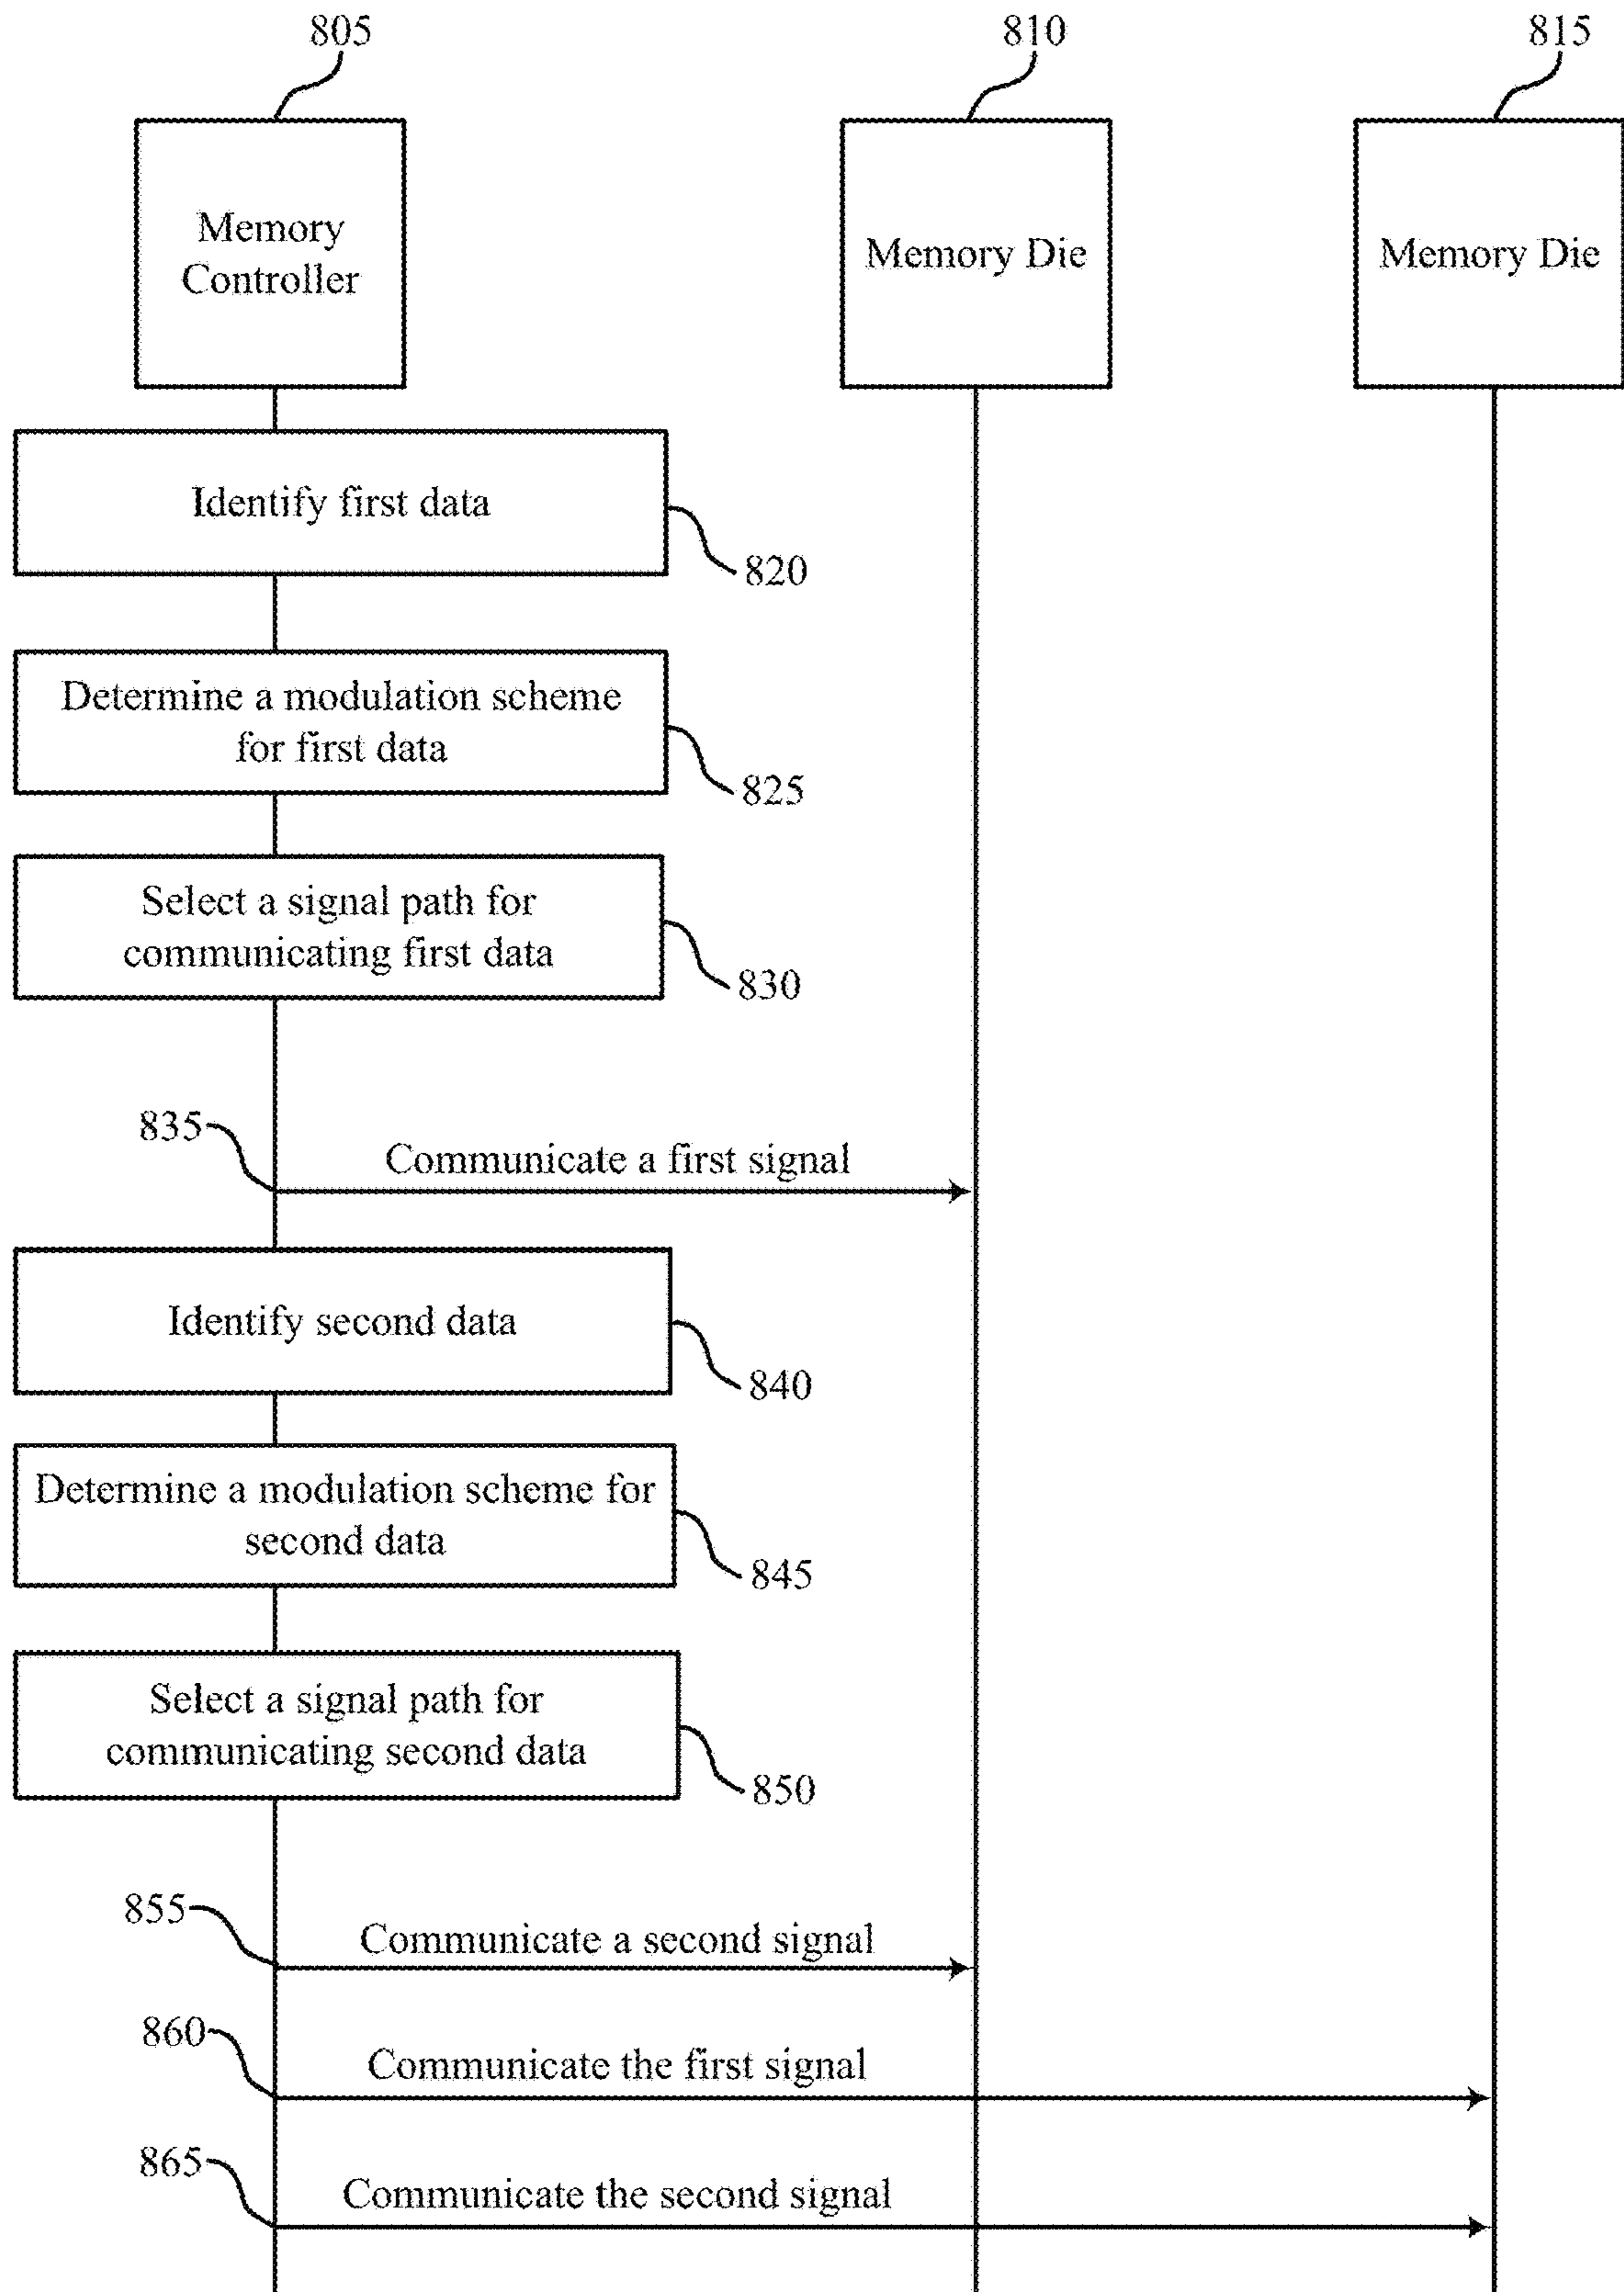 805
810
815
Memory
Controller
Memory Die
Memory Die
Identify first data
820
Determine a modulation scheme
for first data
825
Select a signal path for
communicating first data
830
835
Communicate a first signal
Identify second data
840
Determine a modulation scheme for
second data
845
Select a signal path for
communicating second data
850
855
Communicate a second signal
860
Communicate the first signal
865
Communicate the second signal